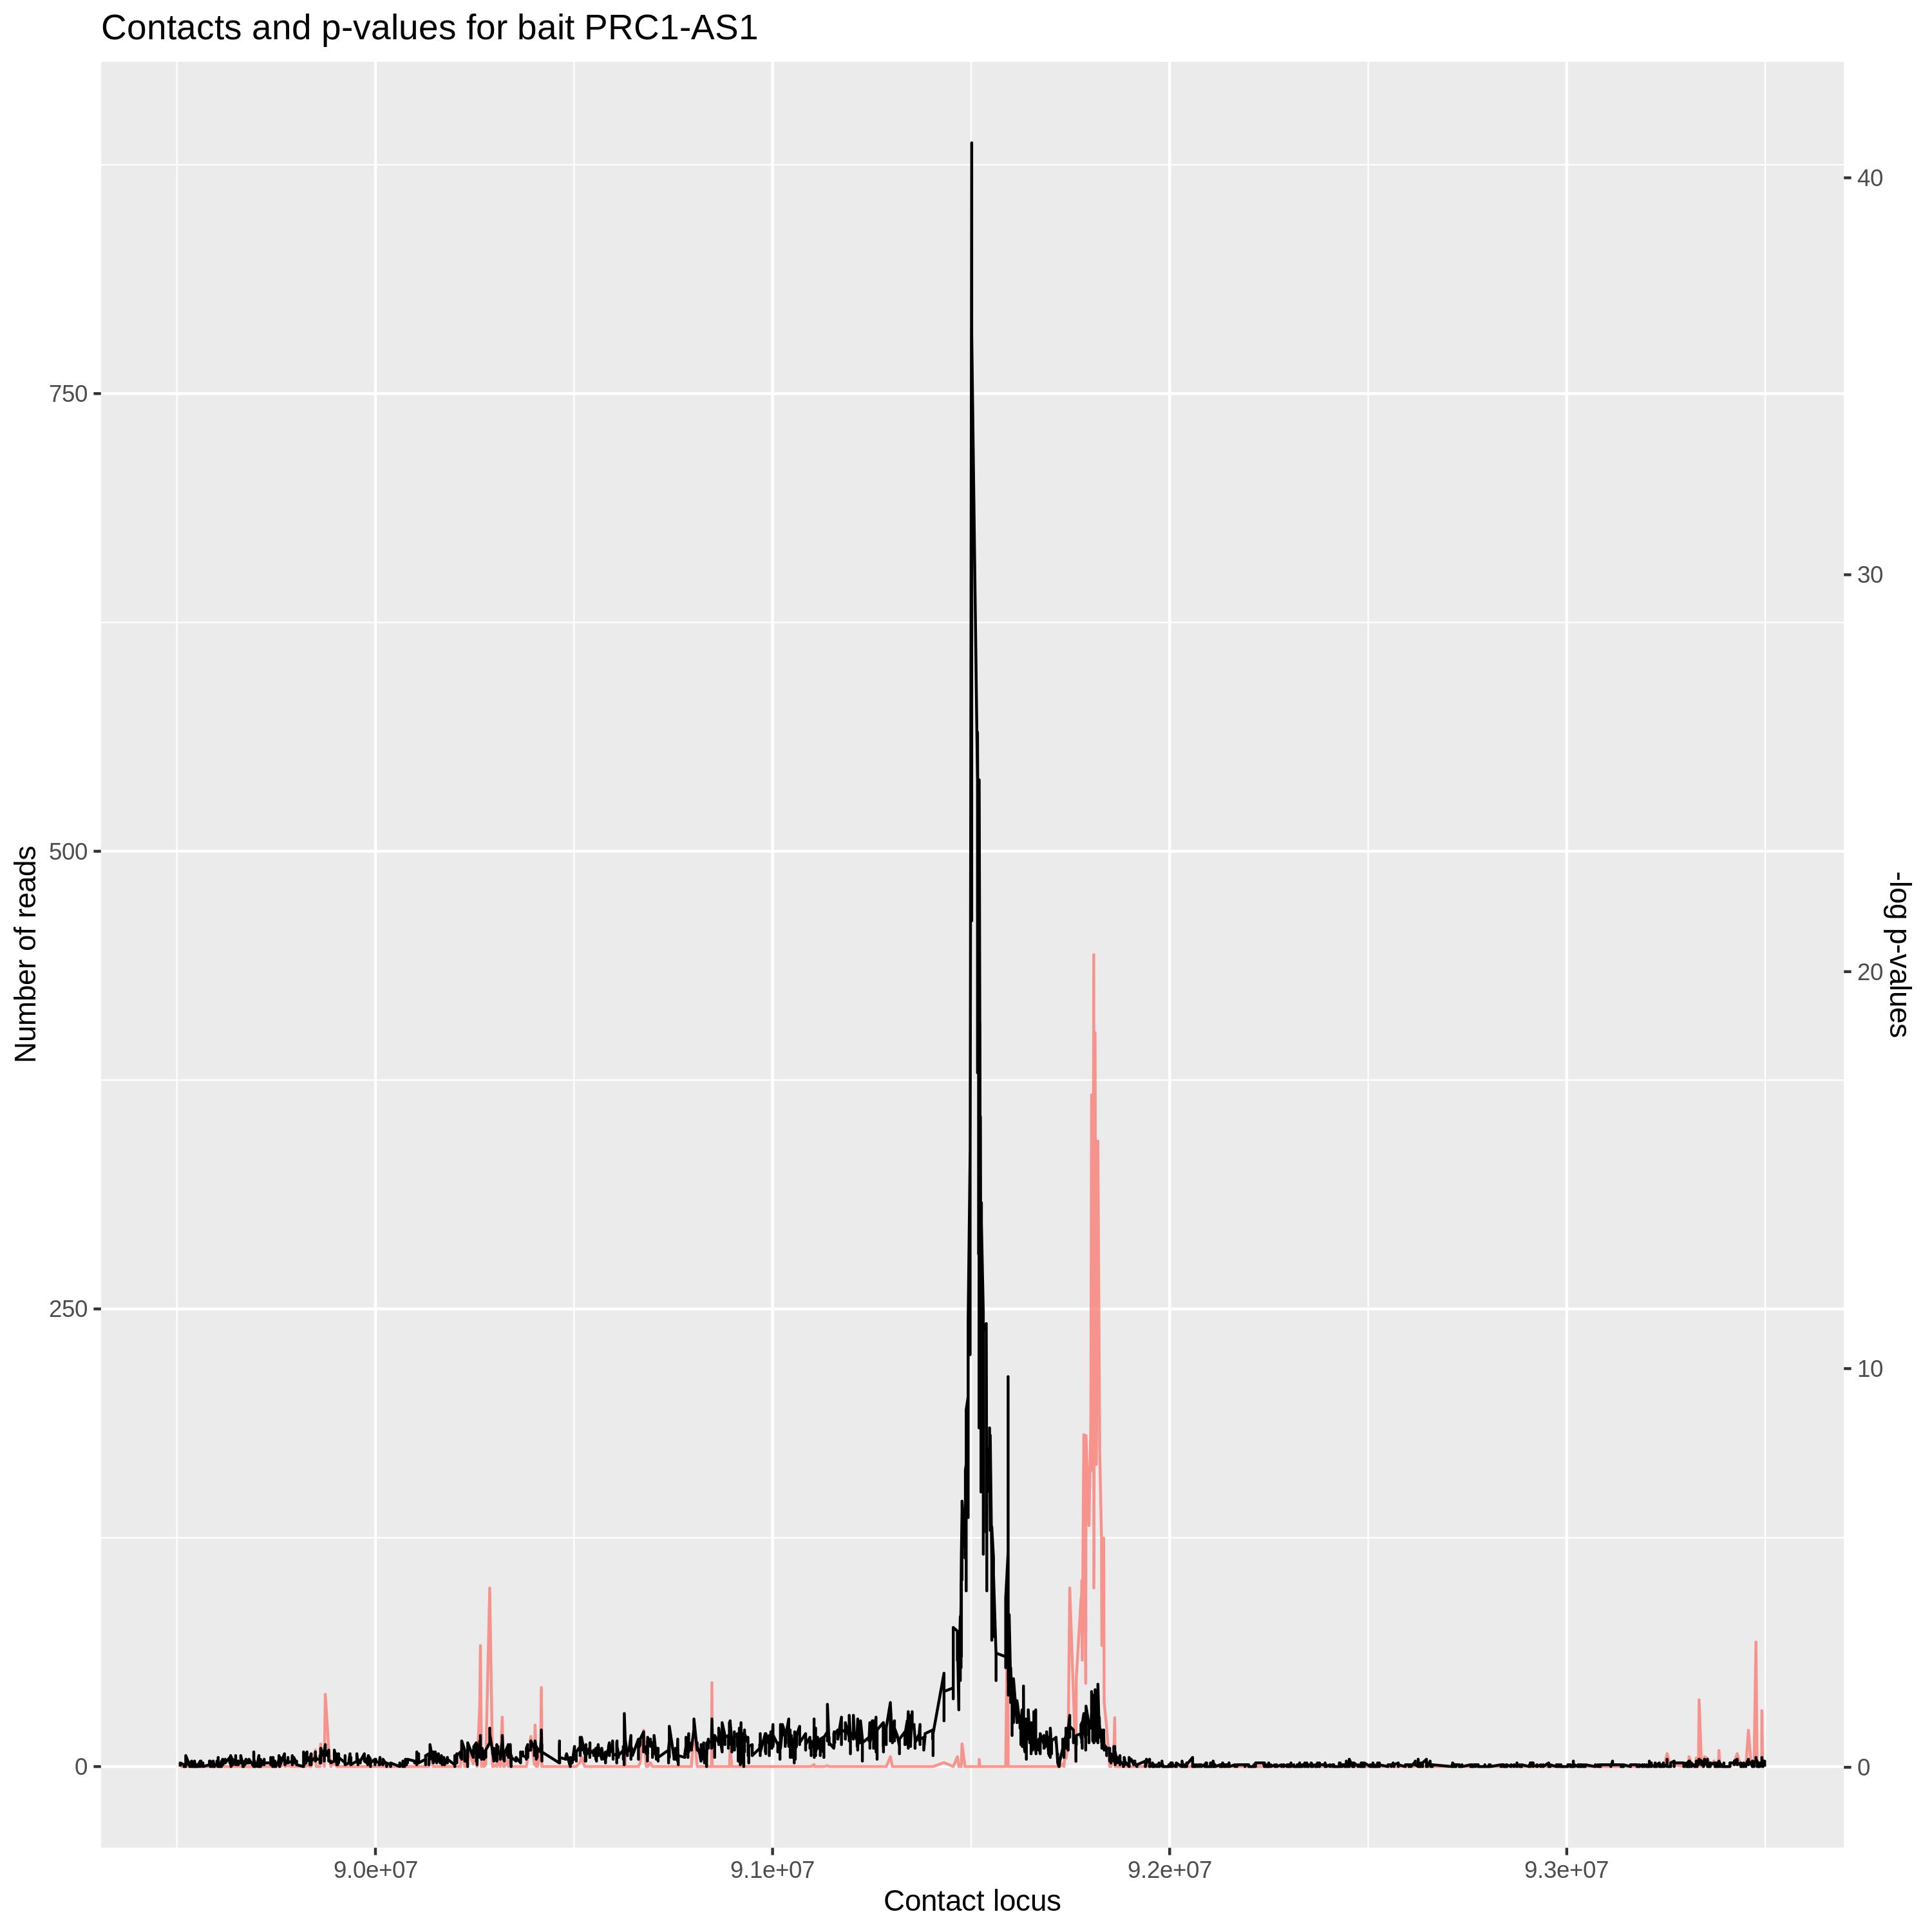 Contacts and p-values for bait PRC1-AS1
40
750
30
500
Number of reads
-log p-values
20
250
10
0
0
9.0e+07
9.1e+07
9.2e+07
9.3e+07
Contact locus